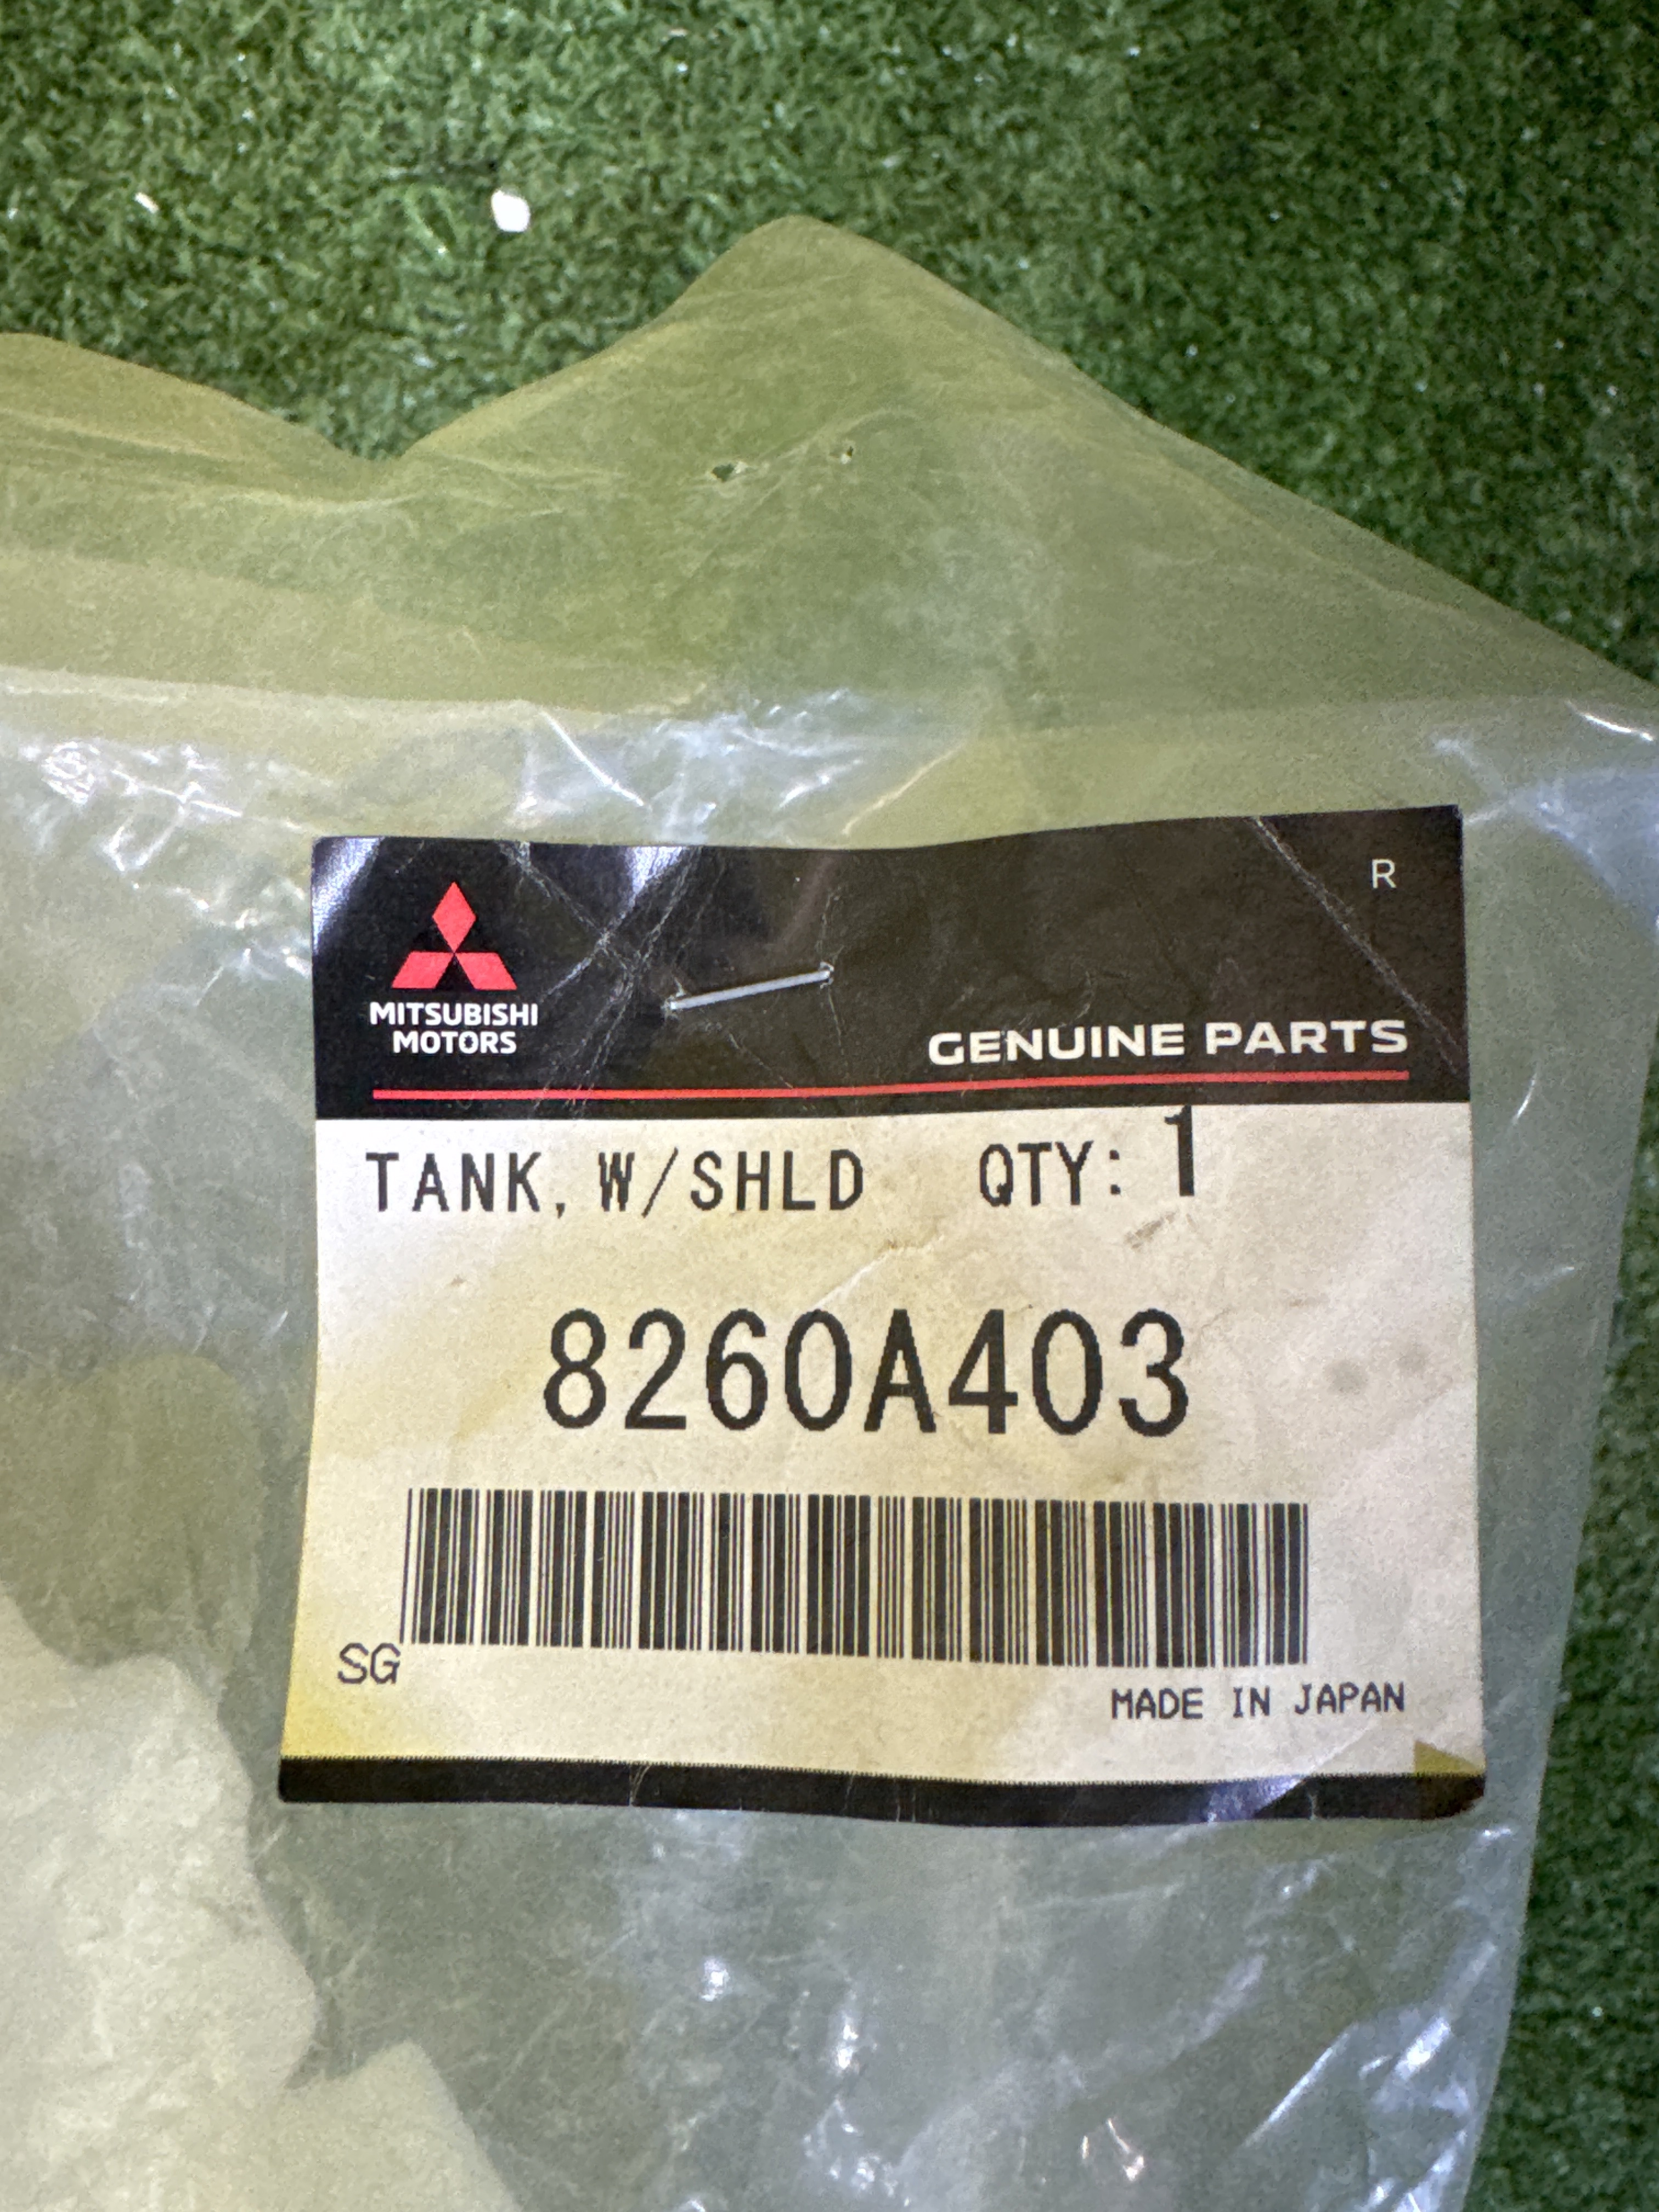 R
MITSUBISHI
MOTORS
GENUINE PARTS
TANK, W/SHLD QTY: 1
8260A403
SG
MADE IN JAPAN